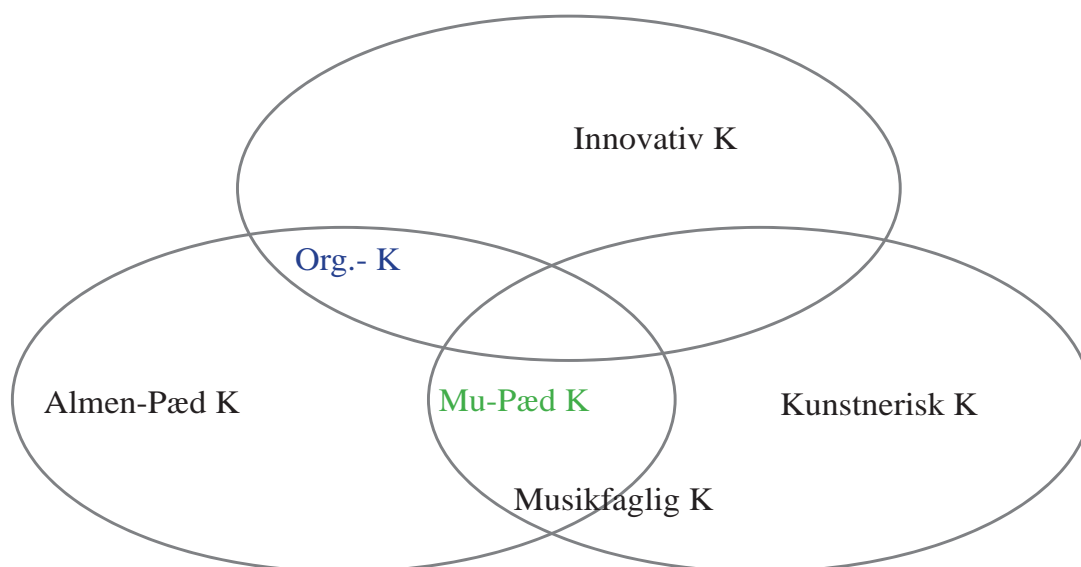 Innovativ K
Org.- K
Almen-Pæd K
Mu-Pæd K
Kunstnerisk K
Musikfaglig K